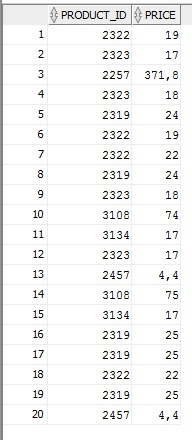 PRODUCT_ID PRICE
1 2322 19
2 2323 17
3 2257 371,8
4 2323 18
5 2319 24
6 2322 19
7 2322 22
8 2319 24
9 2323 18
10 3108 74
11 3134 17
12 2323 17
13 2457 4,4
14 3108 75
15 3134 17
16 2319 25
17 2319 25
18 2322 22
19 2319 25
20 2457 4,4